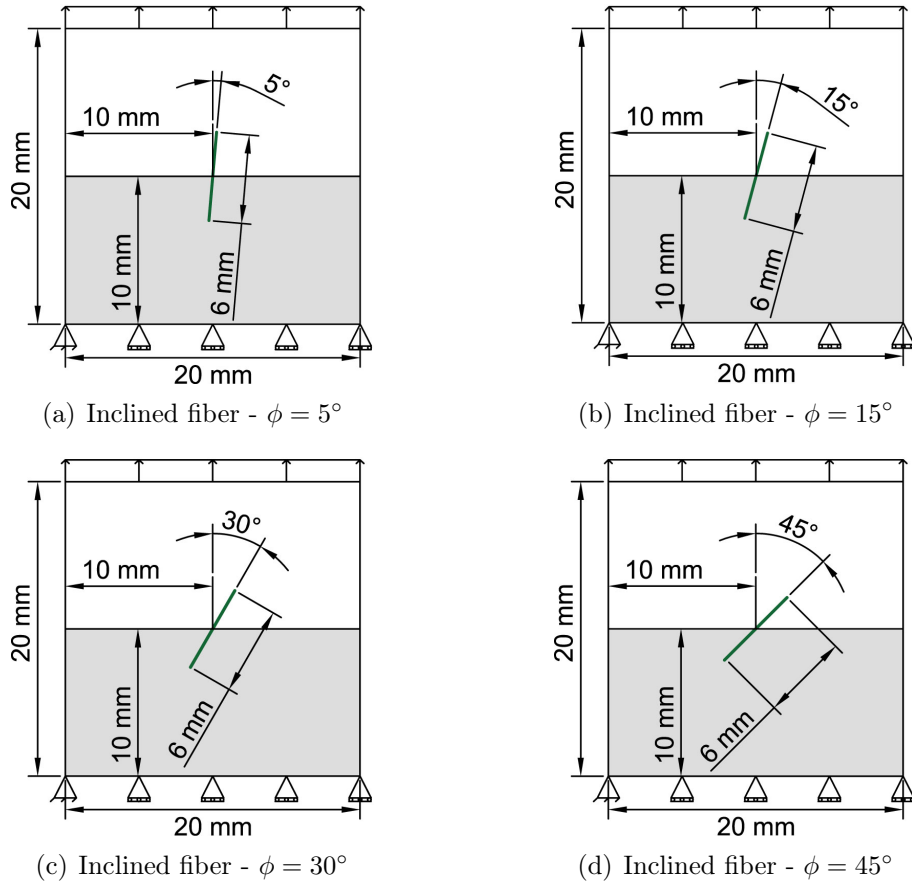 5°
10 mm
20 mm
10 mm
6 mm
20 mm
(a) Inclined fiber - ϕ = 5°
15°
10 mm
20 mm
10 mm
6 mm
20 mm
(b) Inclined fiber - ϕ = 15°
30°
10 mm
20 mm
10 mm
6 mm
20 mm
(c) Inclined fiber - ϕ = 30°
45°
10 mm
20 mm
10 mm
6 mm
20 mm
(d) Inclined fiber - ϕ = 45°